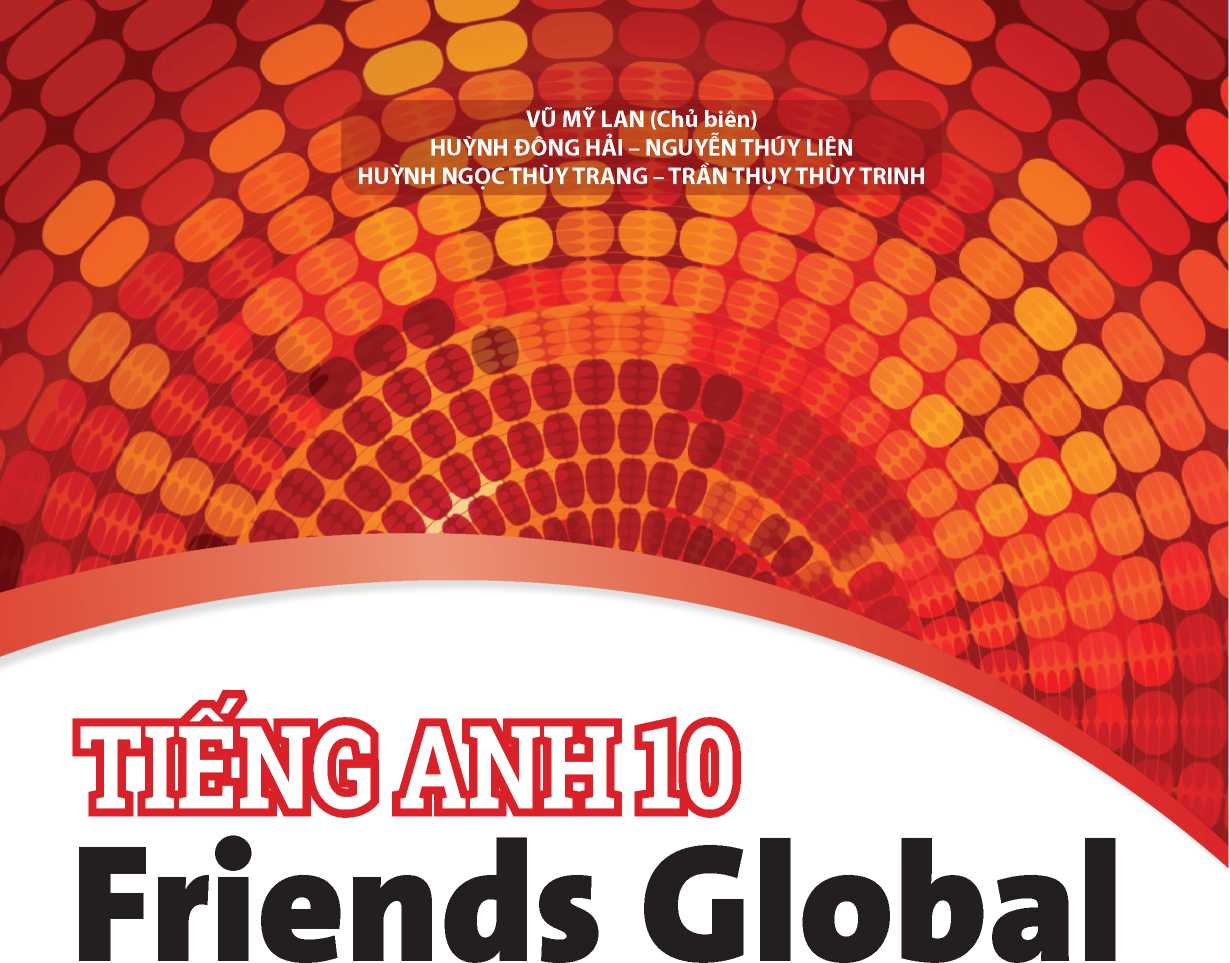 VŨ MỸ LAN (Chủ biên)
HUỲNH ĐÔNG HẢI – NGUYỄN THÚY LIÊN
HUỲNH NGỌC THÙY TRANG – TRẦN THỤY THÙY TRINH
TIẾNG ANH 10
Friends Global